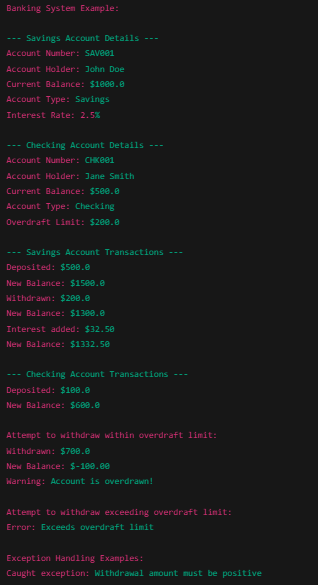 Banking System Example:
--- Savings Account Details ---
Account Number: SAV001
Account Holder: John Doe
Current Balance: $1000.0
Account Type: Savings
Interest Rate: 2.5%
--- Checking Account Details ---
Account Number: CHK001
Account Holder: Jane Smith
Current Balance: $500.0
Account Type: Checking
Overdraft Limit: $200.0
--- Savings Account Transactions ---
Deposited: $500.0
New Balance: $1500.0
Withdrawn: $200.0
New Balance: $1300.0
Interest added: $32.50
New Balance: $1332.50
--- Checking Account Transactions ---
Deposited: $100.0
New Balance: $600.0
Attempt to withdraw within overdraft limit:
Withdrawn: $700.0
New Balance: $-100.00
Warning: Account is overdrawn!
Attempt to withdraw exceeding overdraft limit:
Error: Exceeds overdraft limit
Exception Handling Examples:
Caught exception: Withdrawal amount must be positive